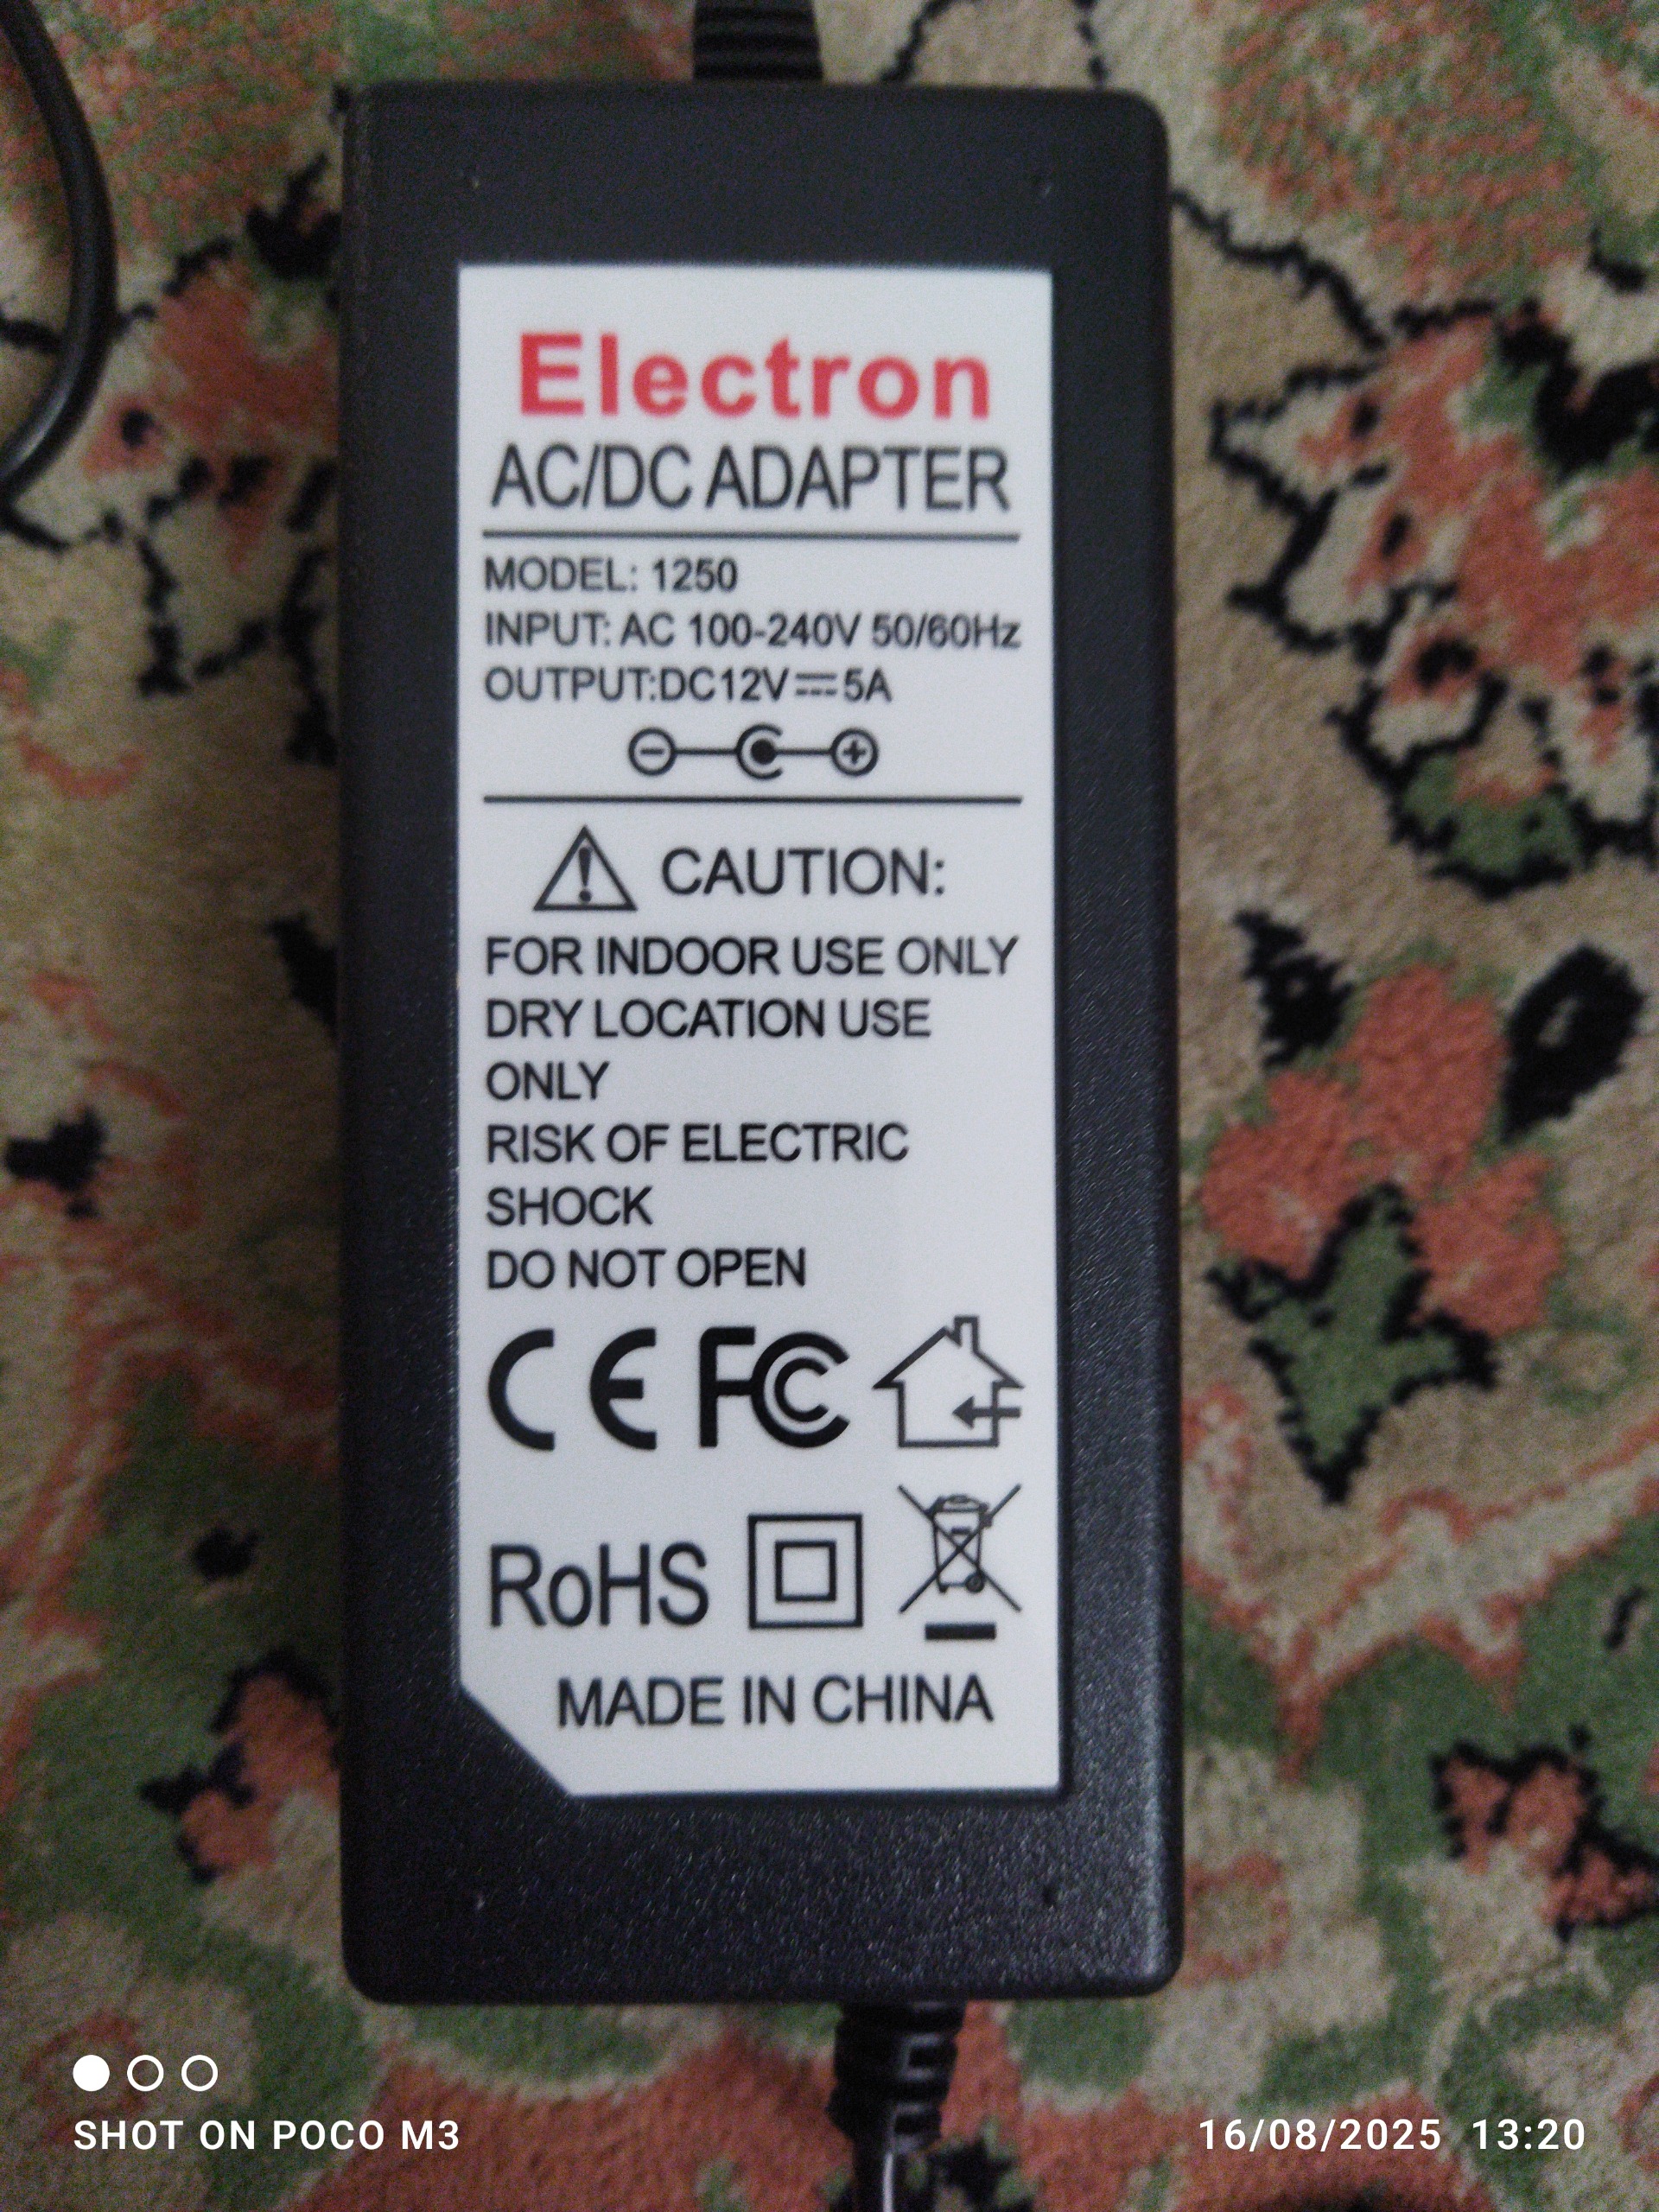 Electron
AC/DC ADAPTER
MODEL: 1250
INPUT: AC 100-240V 50/60Hz
OUTPUT:DC12V⎓5A
CAUTION:
FOR INDOOR USE ONLY
DRY LOCATION USE
ONLY
RISK OF ELECTRIC
SHOCK
DO NOT OPEN
CE FC
RoHS
MADE IN CHINA
SHOT ON POCO M3
16/08/2025 13:20